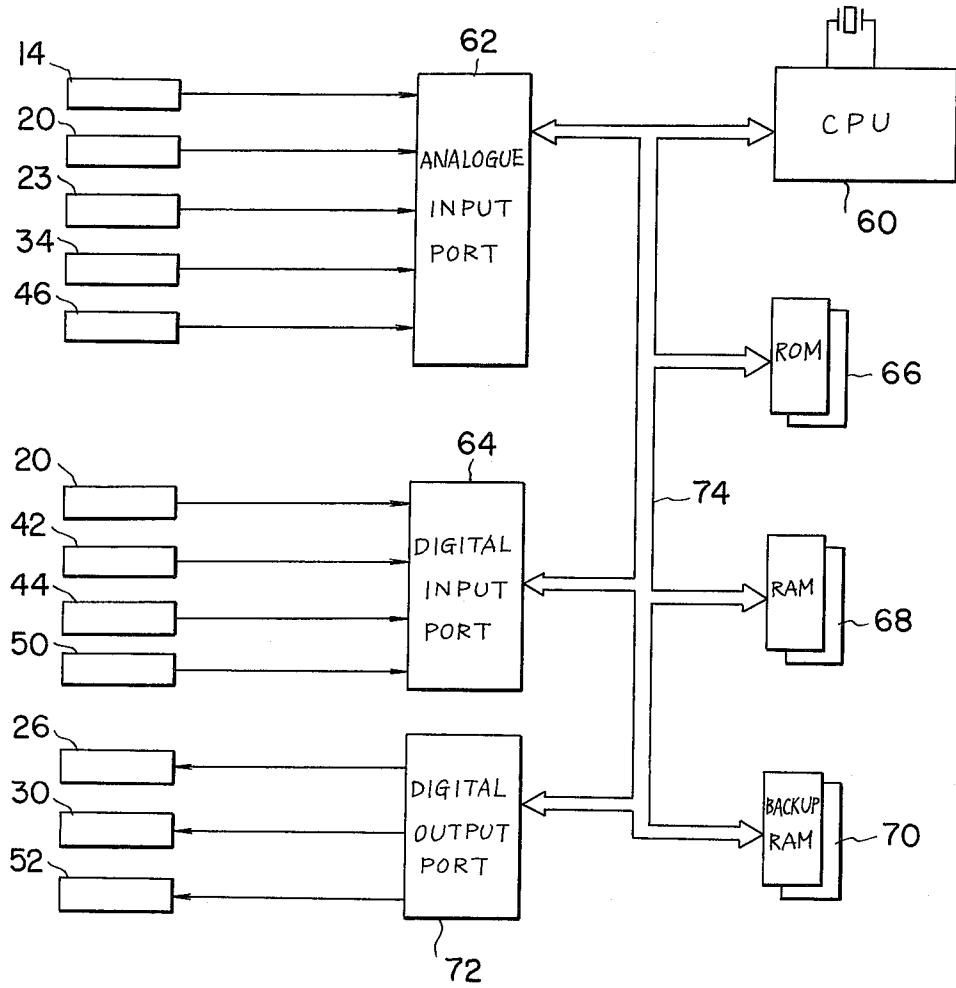 14
20
23
34
46
62
ANALOGUE
INPUT
PORT
CPU
60
ROM
66
20
42
44
50
64
DIGITAL
INPUT
PORT
74
RAM
68
26
30
52
DIGITAL
OUTPUT
PORT
72
BACKUP
RAM
70